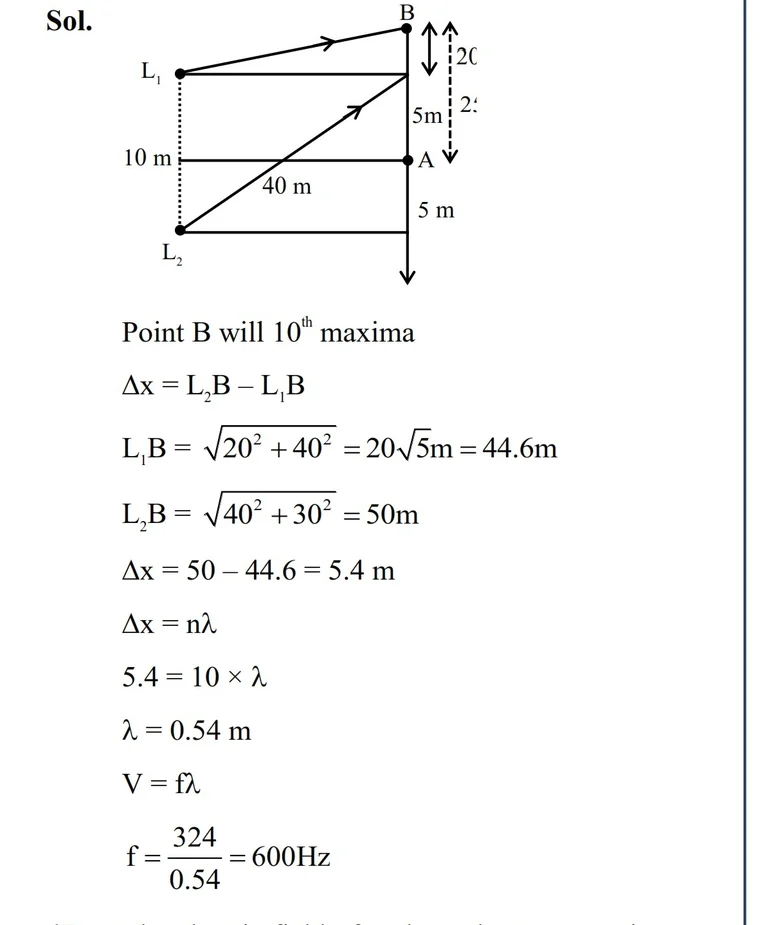 Sol.
B
L₁
20
5m
10 m
A
40 m
5 m
L₂
Point B will 10ᵗʰ maxima
Δx = L₂B – L₁B
L₁B = √(20² + 40²) = 20√5m = 44.6m
L₂B = √(40² + 30²) = 50m
Δx = 50 – 44.6 = 5.4 m
Δx = nλ
5.4 = 10 × λ
λ = 0.54 m
V = fλ
f = 324/0.54 = 600Hz